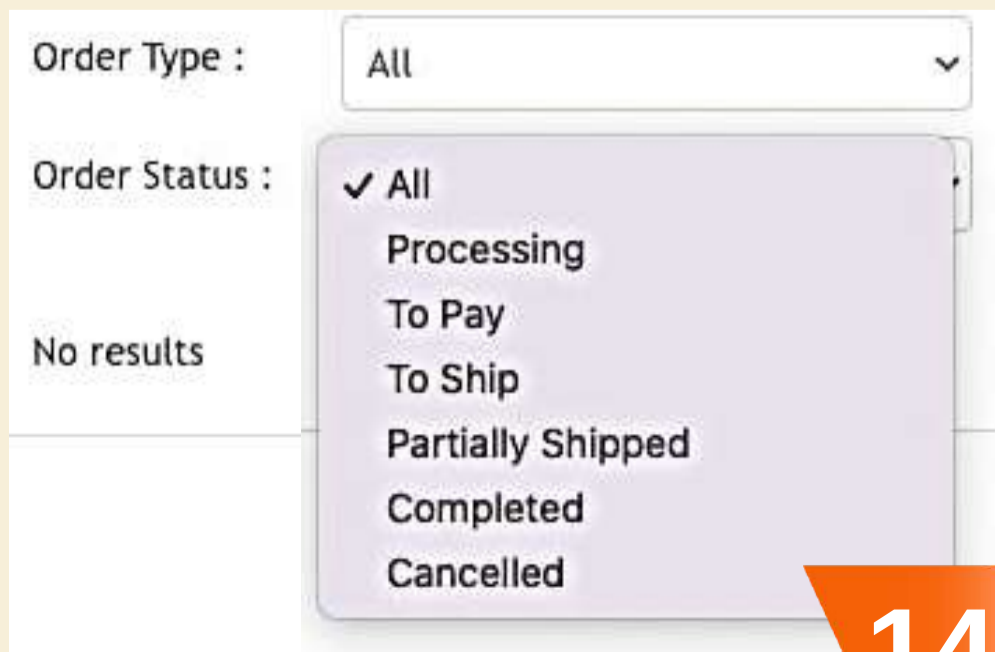 Order Type :
All
Order Status :
✓ All
Processing
To Pay
No results
To Ship
Partially Shipped
Completed
Cancelled
14